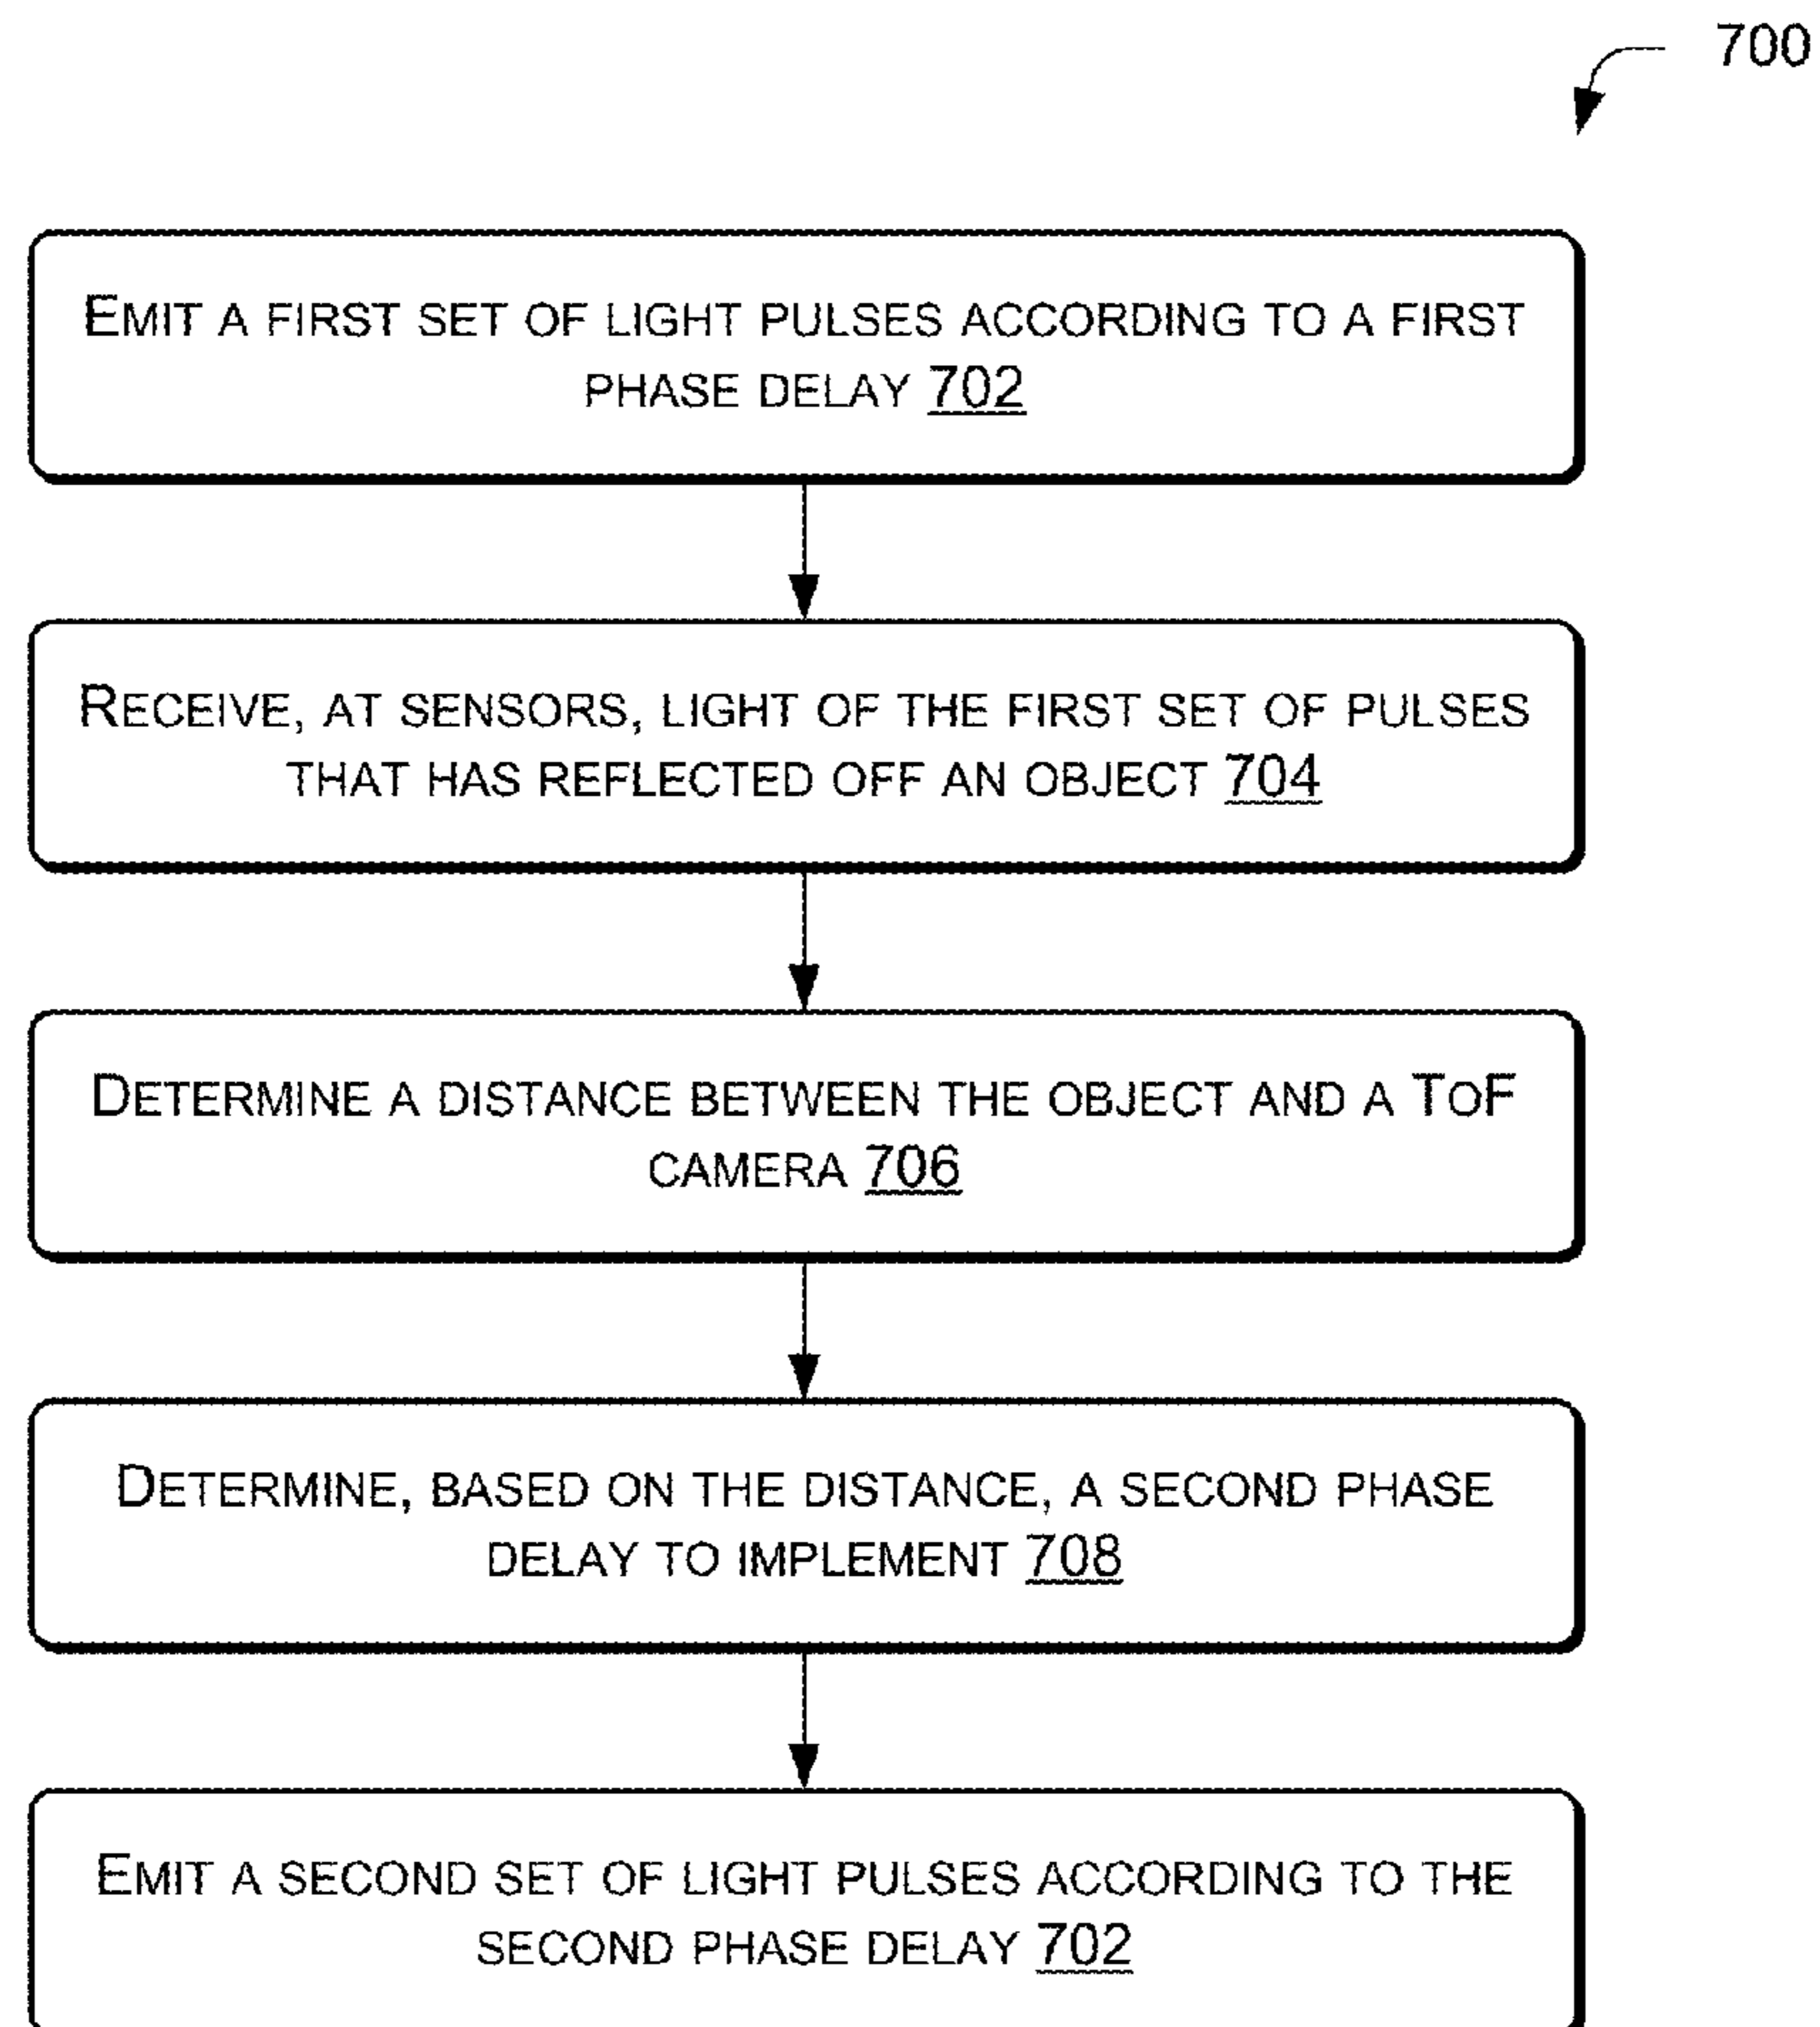 700
EMIT A FIRST SET OF LIGHT PULSES ACCORDING TO A FIRST
PHASE DELAY 702
RECEIVE, AT SENSORS, LIGHT OF THE FIRST SET OF PULSES
THAT HAS REFLECTED OFF AN OBJECT 704
DETERMINE A DISTANCE BETWEEN THE OBJECT AND A TOF
CAMERA 706
DETERMINE, BASED ON THE DISTANCE, A SECOND PHASE
DELAY TO IMPLEMENT 708
EMIT A SECOND SET OF LIGHT PULSES ACCORDING TO THE
SECOND PHASE DELAY 702